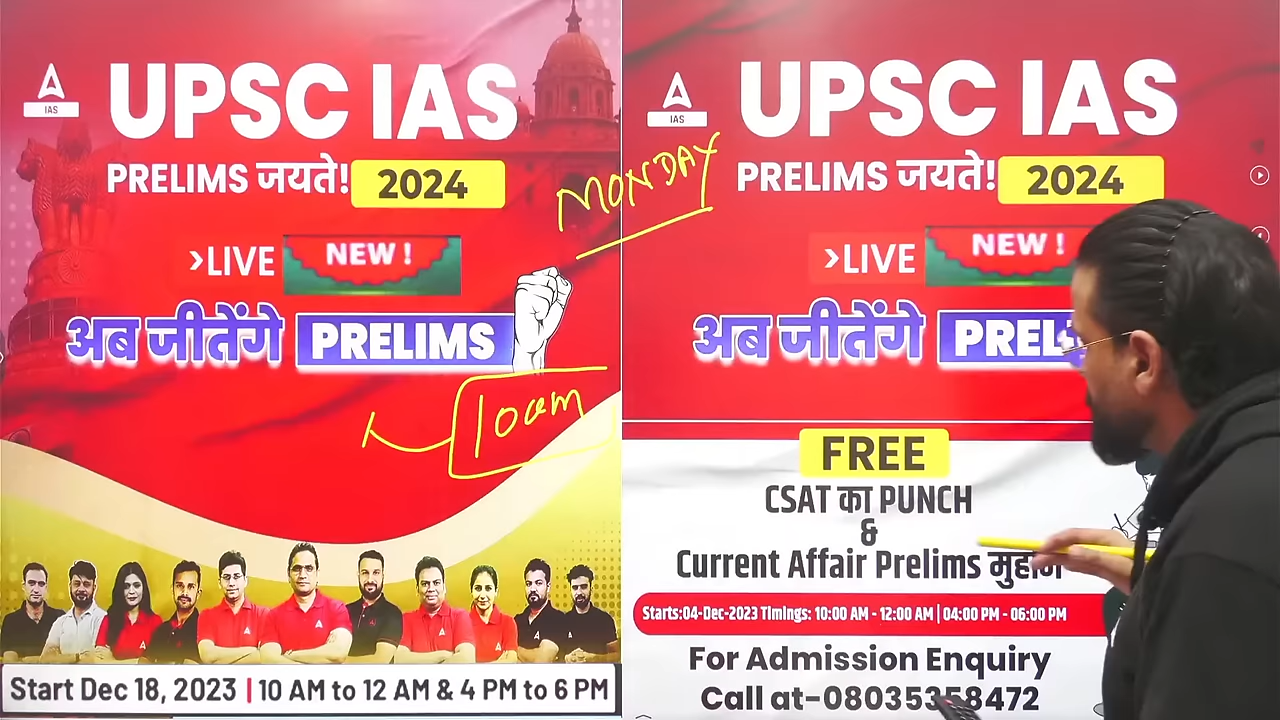 IAS
UPSC IAS
PRELIMS जयते! 2024
>LIVE NEW !
अब जीतेंगे PRELIMS
10am
Start Dec 18, 2023 | 10 AM to 12 AM & 4 PM to 6 PM
MONDAY
IAS
UPSC IAS
PRELIMS जयते! 2024
>LIVE NEW !
अब जीतेंगे PREL
FREE
CSAT का PUNCH
&
Current Affair Prelims
Starts:04-Dec-2023 Timings: 10:00 AM - 12:00 AM | 04:00 PM - 06:00 PM
For Admission Enquiry
Call at-08035358472